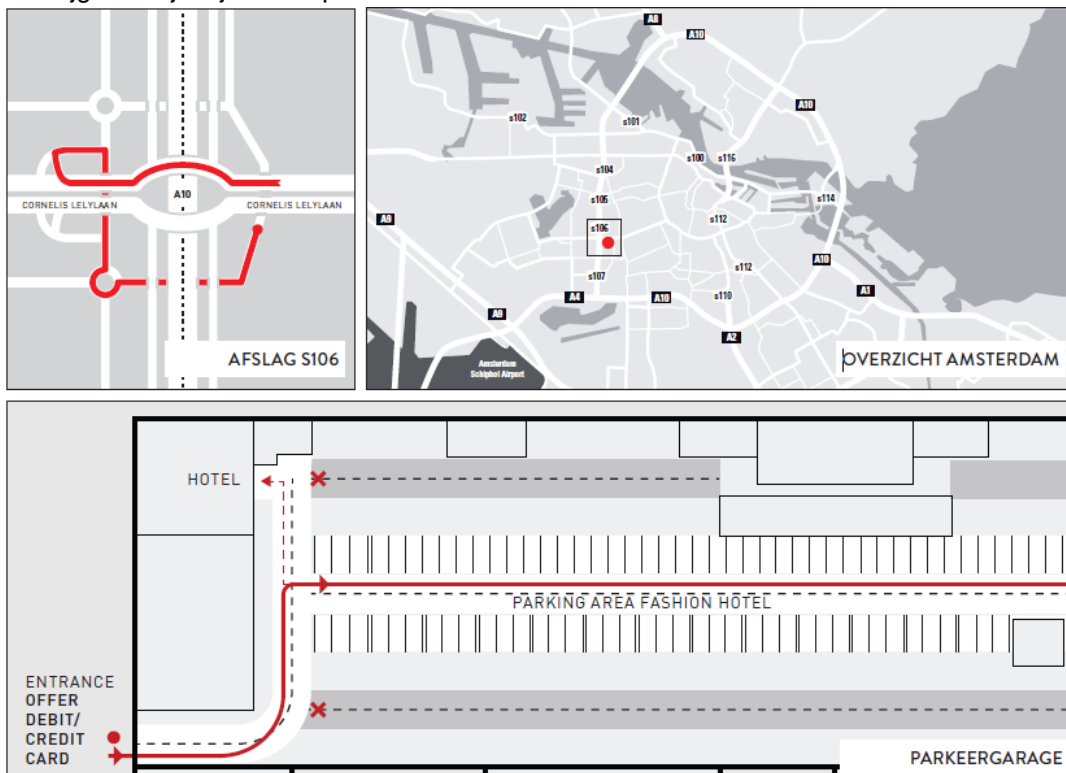 A10
CORNELIS LELYLAAN
CORNELIS LELYLAAN
AFSLAG S106
A8
A10
A10
s102
s101
s100
s116
s104
s105
s114
s106
s112
A9
s107
s112
A10
A4
A10
s110
A1
A9
A2
Amsterdam
Schiphol Airport
OVERZICHT AMSTERDAM
HOTEL
PARKING AREA FASHION HOTEL
ENTRANCE
OFFER
DEBIT/
CREDIT
CARD
PARKEERGARAGE